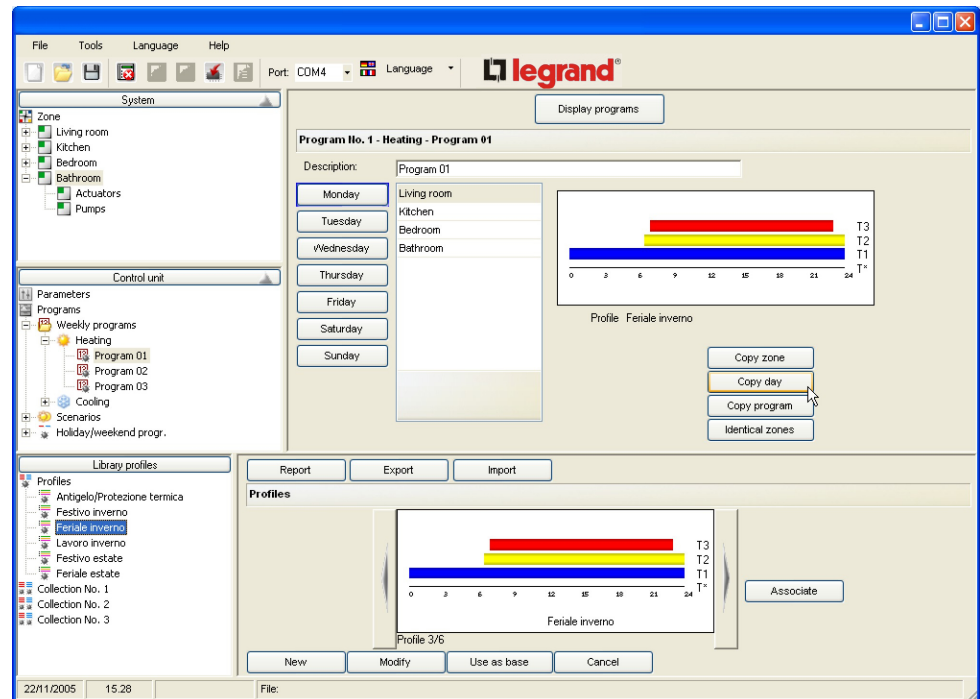 File Tools Language Help
Port: COM4 Language legrand®
System
Zone
Living room
Kitchen
Bedroom
Bathroom
Actuators
Pumps
Control unit
Parameters
Programs
Weekly programs
Heating
Program 01
Program 02
Program 03
Cooling
Scenarios
Holiday/weekend progr.
Display programs
Program No. 1 - Heating - Program 01
Description: Program 01
Monday
Tuesday
Wednesday
Thursday
Friday
Saturday
Sunday
Living room
Kitchen
Bedroom
Bathroom
T3
T2
T1
T*
0 3 6 9 12 15 18 21 24
Profile Feriale inverno
Copy zone
Copy day
Copy program
Identical zones
Library profiles
Profiles
Antigelo/Protezione termica
Festivo inverno
Feriale inverno
Lavoro inverno
Festivo estate
Feriale estate
Collection No. 1
Collection No. 2
Collection No. 3
Report Export Import
Profiles
T3
T2
T1
T*
0 3 6 9 12 15 18 21 24
Feriale inverno
Profile 3/6
Associate
New Modify Use as base Cancel
22/11/2005 15.28 File: